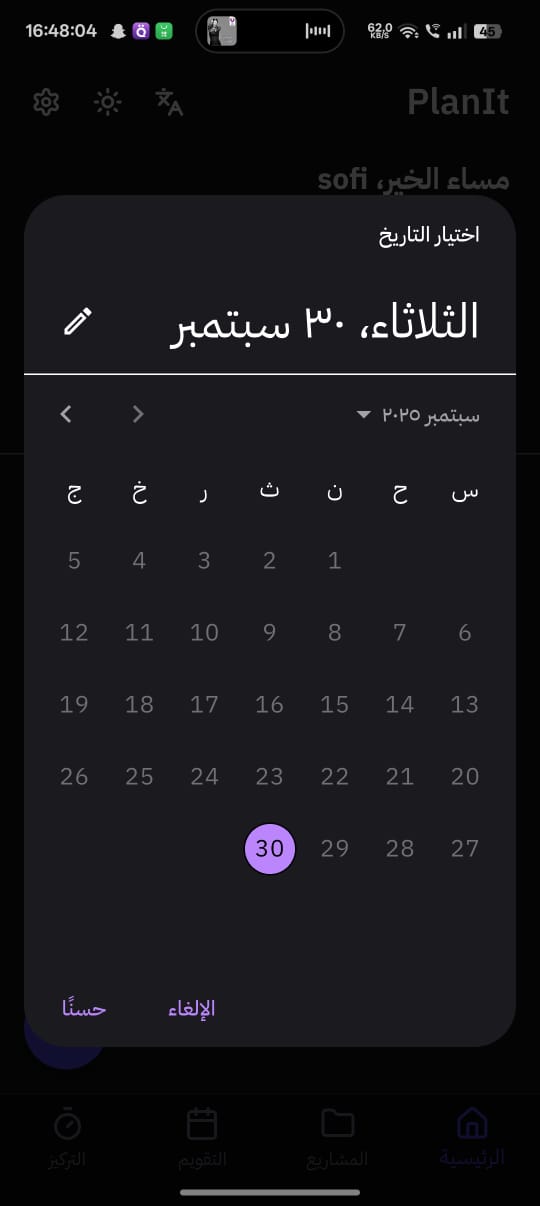 16:48:04
62,0 KB/S
45
PlanIt
مساء الخير، sofi
اختيار التاريخ
الثلاثاء، ٣٠ سبتمبر
سبتمبر ٢٠٢٥
س ح ن ث ر خ ج
1 2 3 4 5
6 7 8 9 10 11 12
13 14 15 16 17 18 19
20 21 22 23 24 25 26
27 28 29 30
الإلغاء حسنًا
الرئيسية المشاريع التقويم التركيز